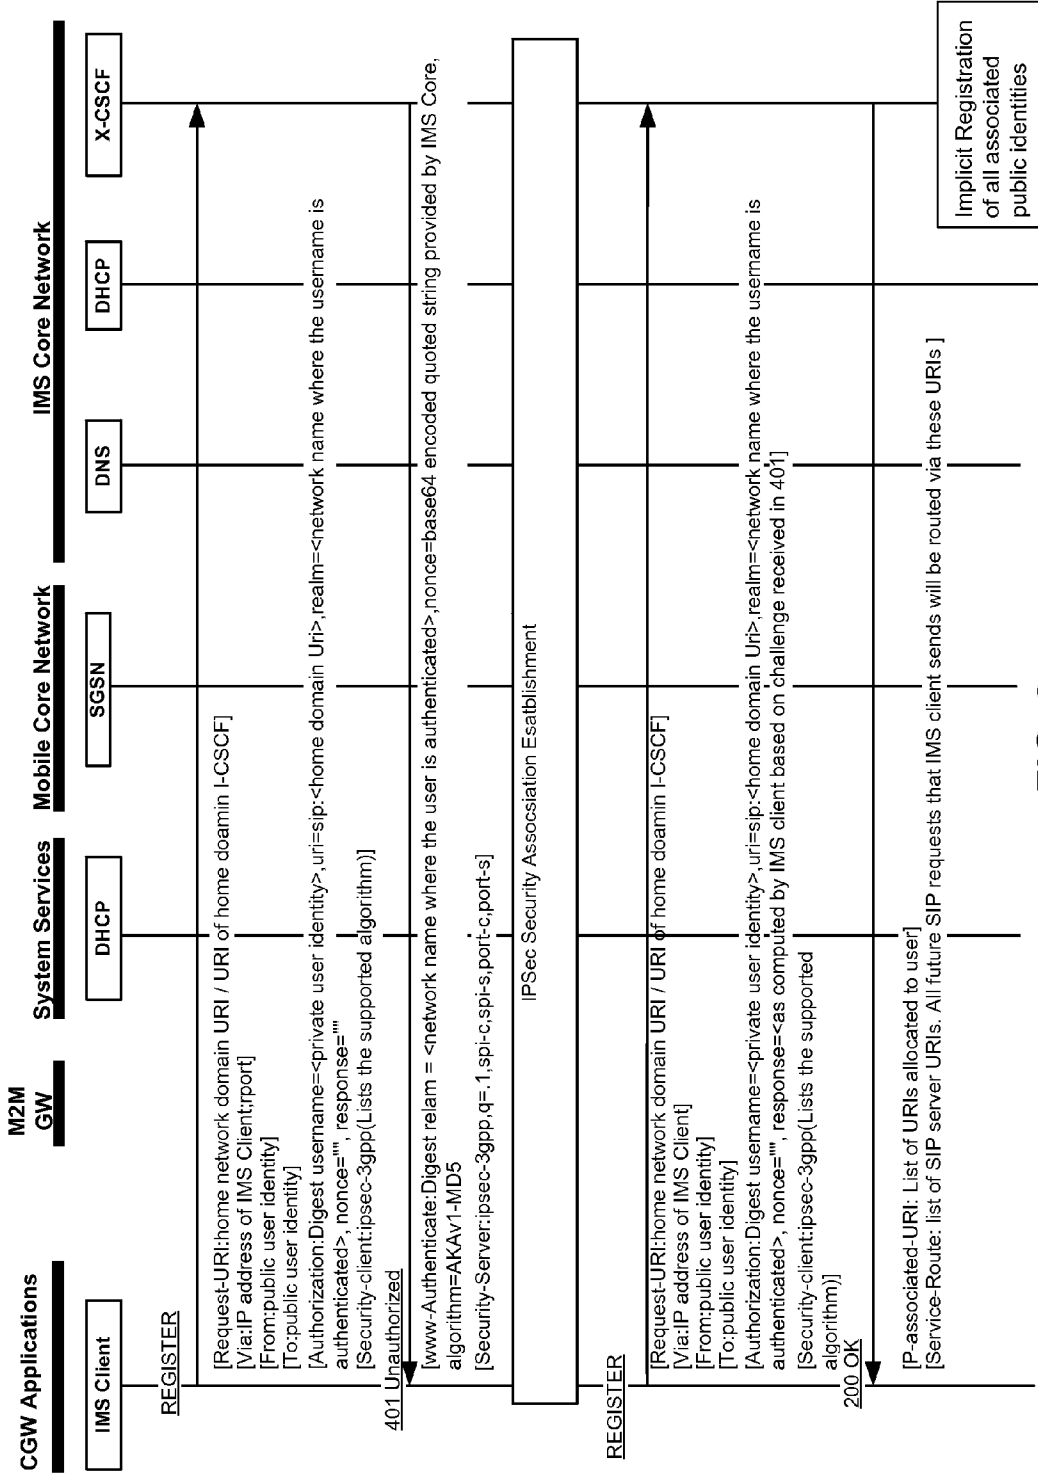 CGW Applications
M2M
GW
System Services
Mobile Core Network
IMS Core Network
IMS Client
DHCP
SGSN
DNS
DHCP
X-CSCF
REGISTER
[Request-URI:home network domain URI / URI of home doamin I-CSCF]
[Via:IP address of IMS Client;rport]
[From:public user identity]
[To:public user identity]
[Authorization:Digest username=<private user identity>,uri=sip:<home domain Uri>,realm=<network name where the username is
authenticated>, nonce="", response=""
[Security-client:ipsec-3gpp(Lists the supported algorithm)]
401 Unauthorized
[www-Authenticate:Digest relam = <network name where the user is authenticated>,nonce=base64 encoded quoted string provided by IMS Core,
algorithm=AKAv1-MD5
[Security-Server:ipsec-3gpp,q=.1,spi-c,spi-s,port-c,port-s]
IPSec Security Assocsiation Esatblishment
REGISTER
[Request-URI:home network domain URI / URI of home doamin I-CSCF]
[Via:IP address of IMS Client]
[From:public user identity]
[To:public user identity]
[Authorization:Digest username=<private user identity>,uri=sip:<home domain Uri>,realm=<network name where the username is
authenticated>, nonce="", response=<as computed by IMS client based on challenge received in 401]
[Security-client:ipsec-3gpp(Lists the supported
algorithm)]
200 OK
[P-associated-URI: List of URIs allocated to user]
[Service-Route: list of SIP server URIs. All future SIP requests that IMS client sends will be routed via these URIs ]
Implicit Registration
of all associated
public identities